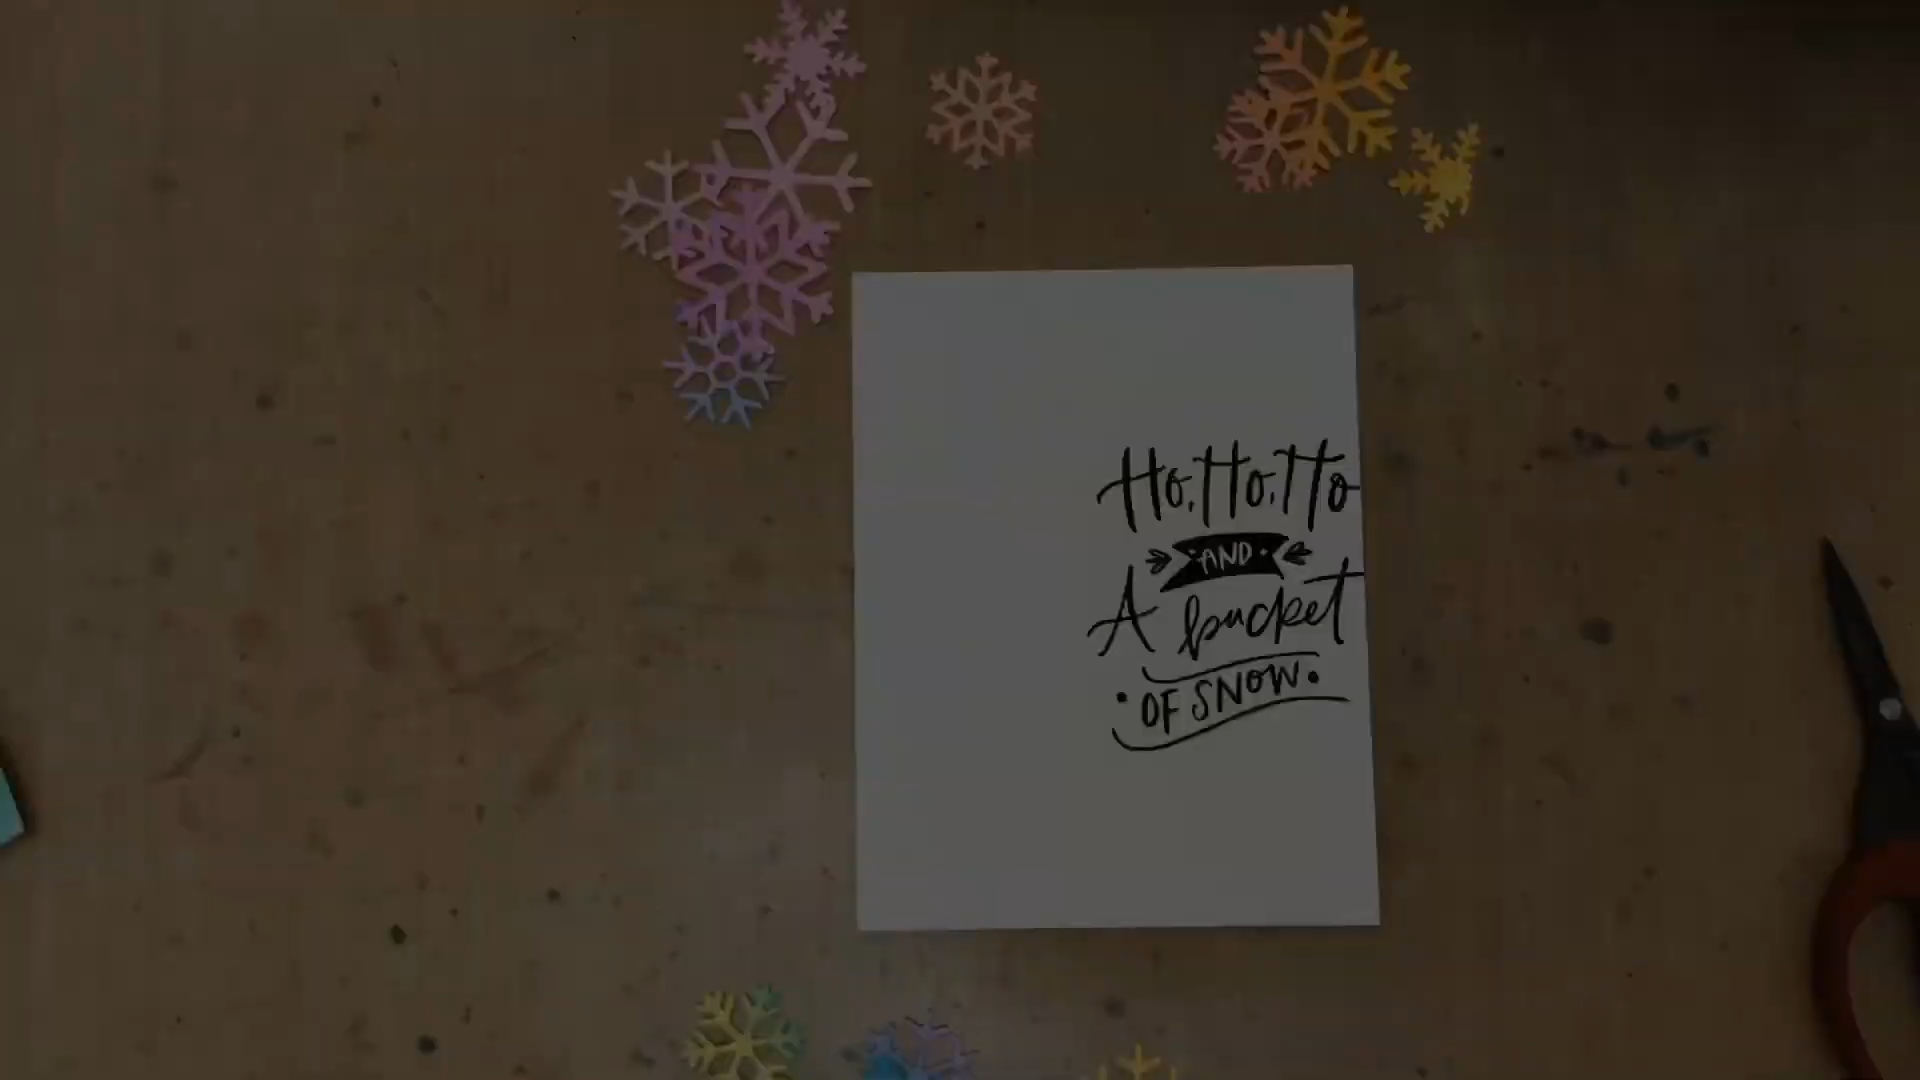 Ho, Ho, Ho
• AND •
A bucket
• OF SNOW •